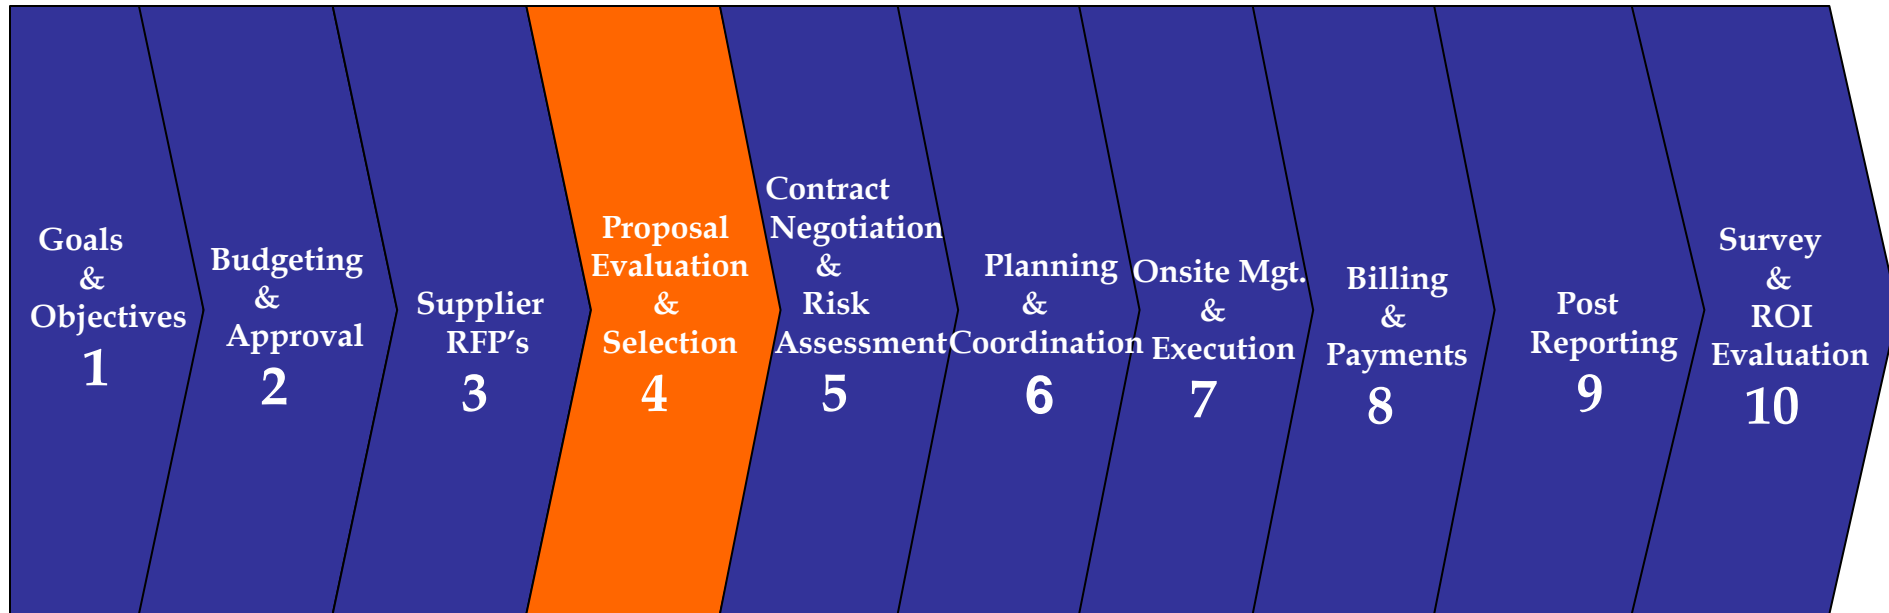 Goals
&
Objectives
1
Budgeting
&
Approval
2
Supplier
RFP's
3
Proposal
Evaluation
&
Selection
4
Contract
Negotiation
&
Risk
Assessment
5
Planning
&
Coordination
6
Onsite Mgt.
&
Execution
7
Billing
&
Payments
8
Post
Reporting
9
Survey
&
ROI
Evaluation
10